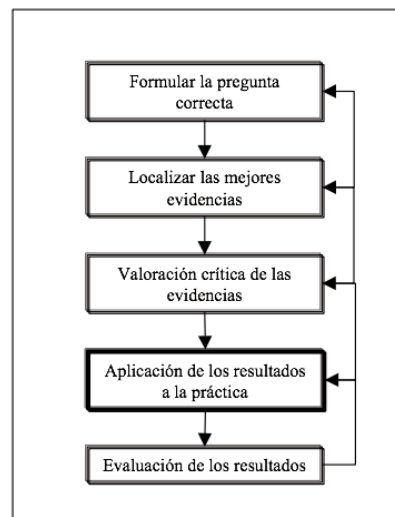 Formular la pregunta
correcta
Localizar las mejores
evidencias
Valoración crítica de las
evidencias
Aplicación de los resultados
a la práctica
Evaluación de los resultados